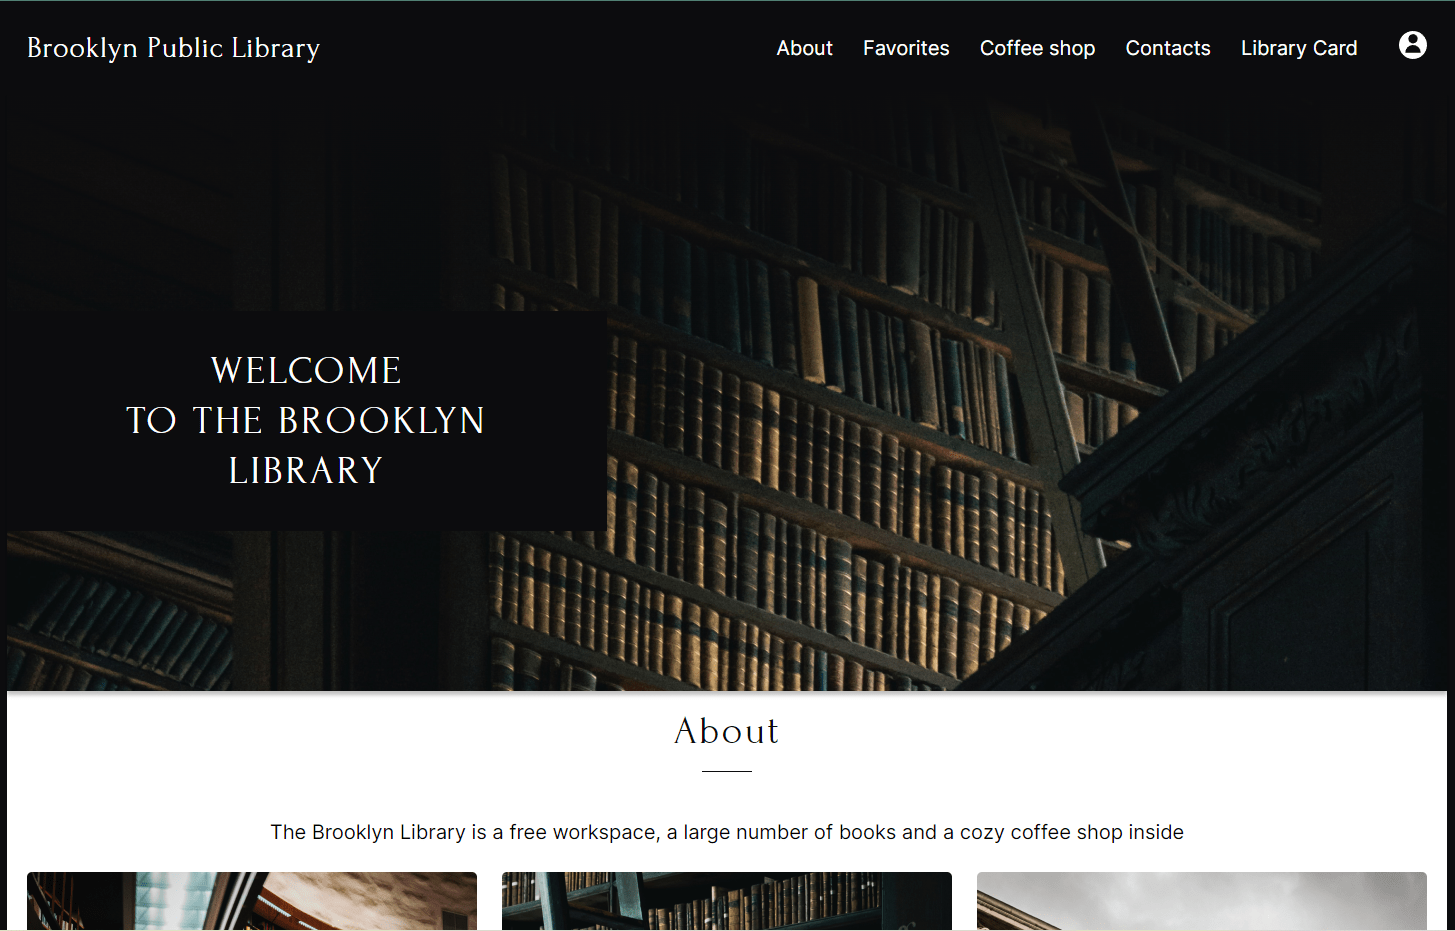 Brooklyn Public Library
About Favorites Coffee shop Contacts Library Card
WELCOME
TO THE BROOKLYN
LIBRARY
About
The Brooklyn Library is a free workspace, a large number of books and a cozy coffee shop inside